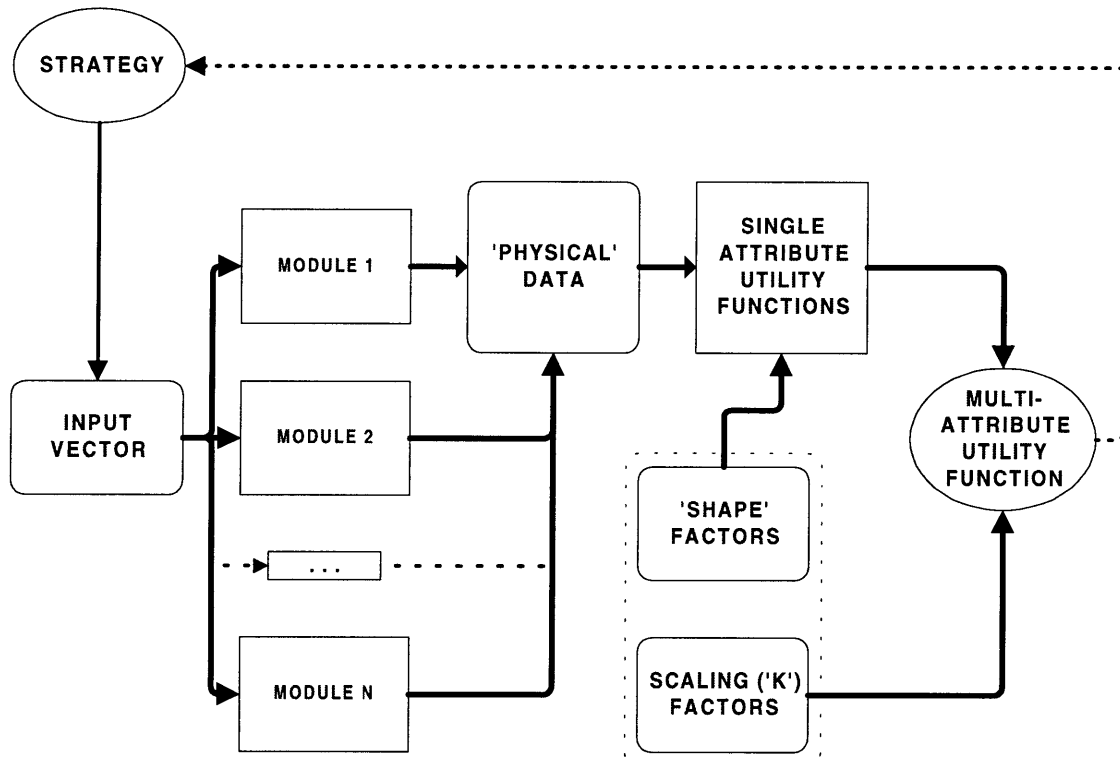 STRATEGY
INPUT
VECTOR
MODULE 1
MODULE 2
...
MODULE N
'PHYSICAL'
DATA
SINGLE
ATTRIBUTE
UTILITY
FUNCTIONS
'SHAPE'
FACTORS
SCALING ('K')
FACTORS
MULTI-
ATTRIBUTE
UTILITY
FUNCTION